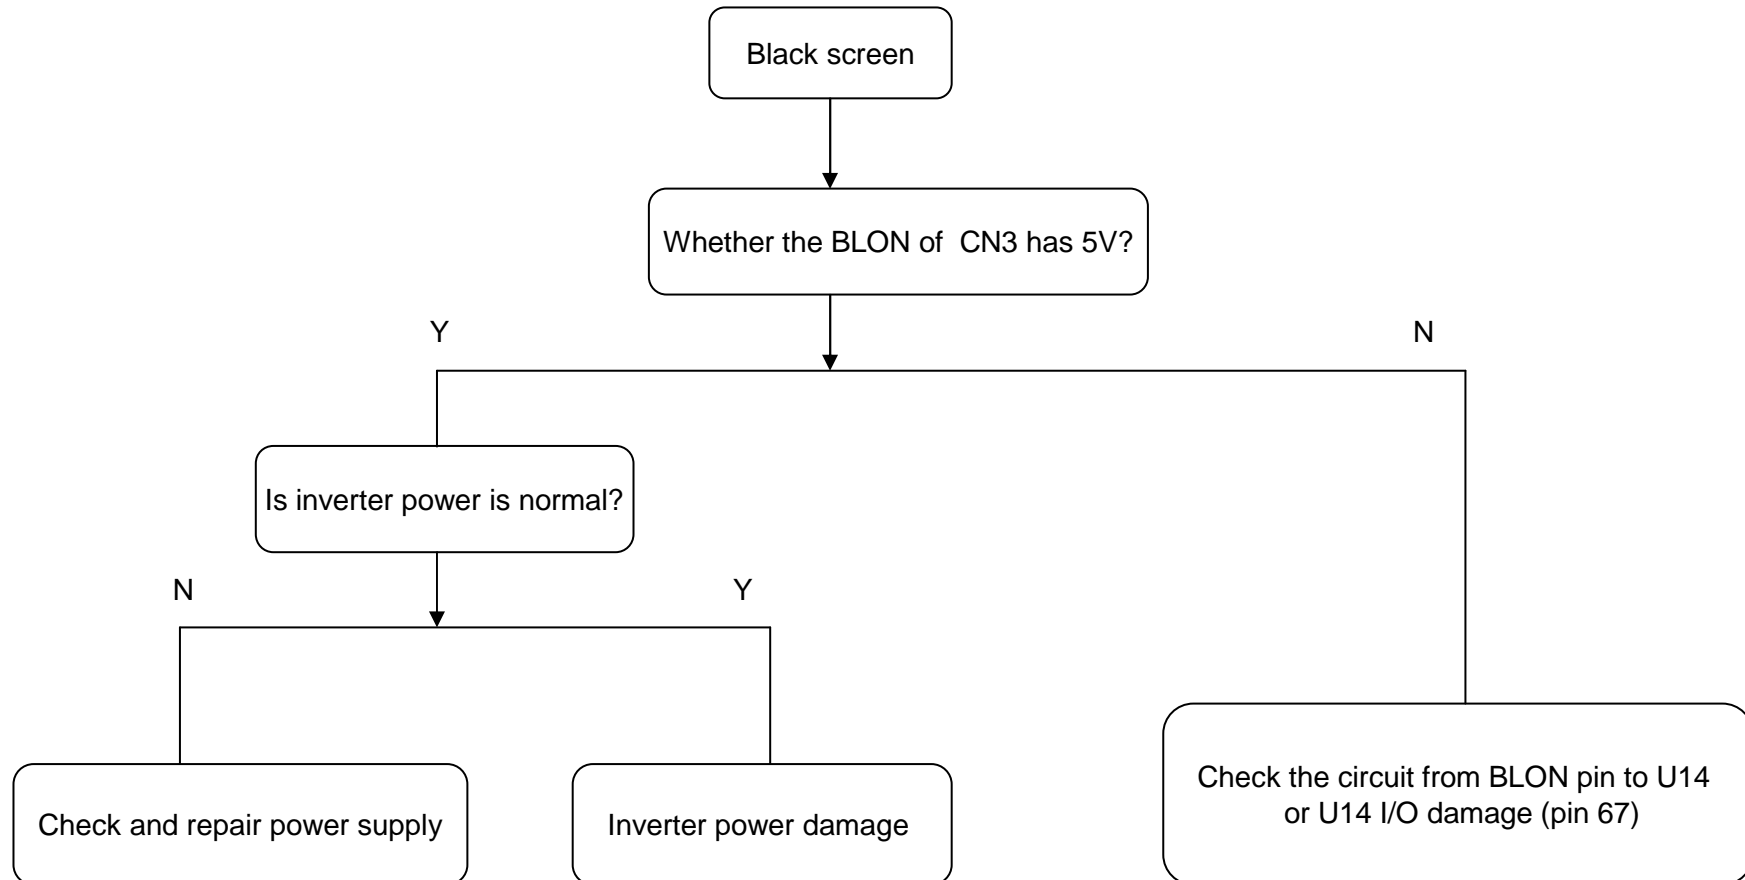 Black screen
Whether the BLON of  CN3 has 5V?
Y
N
Is inverter power is normal?
N
Y
Check and repair power supply
Inverter power damage
Check the circuit from BLON pin to U14
or U14 I/O damage (pin 67)